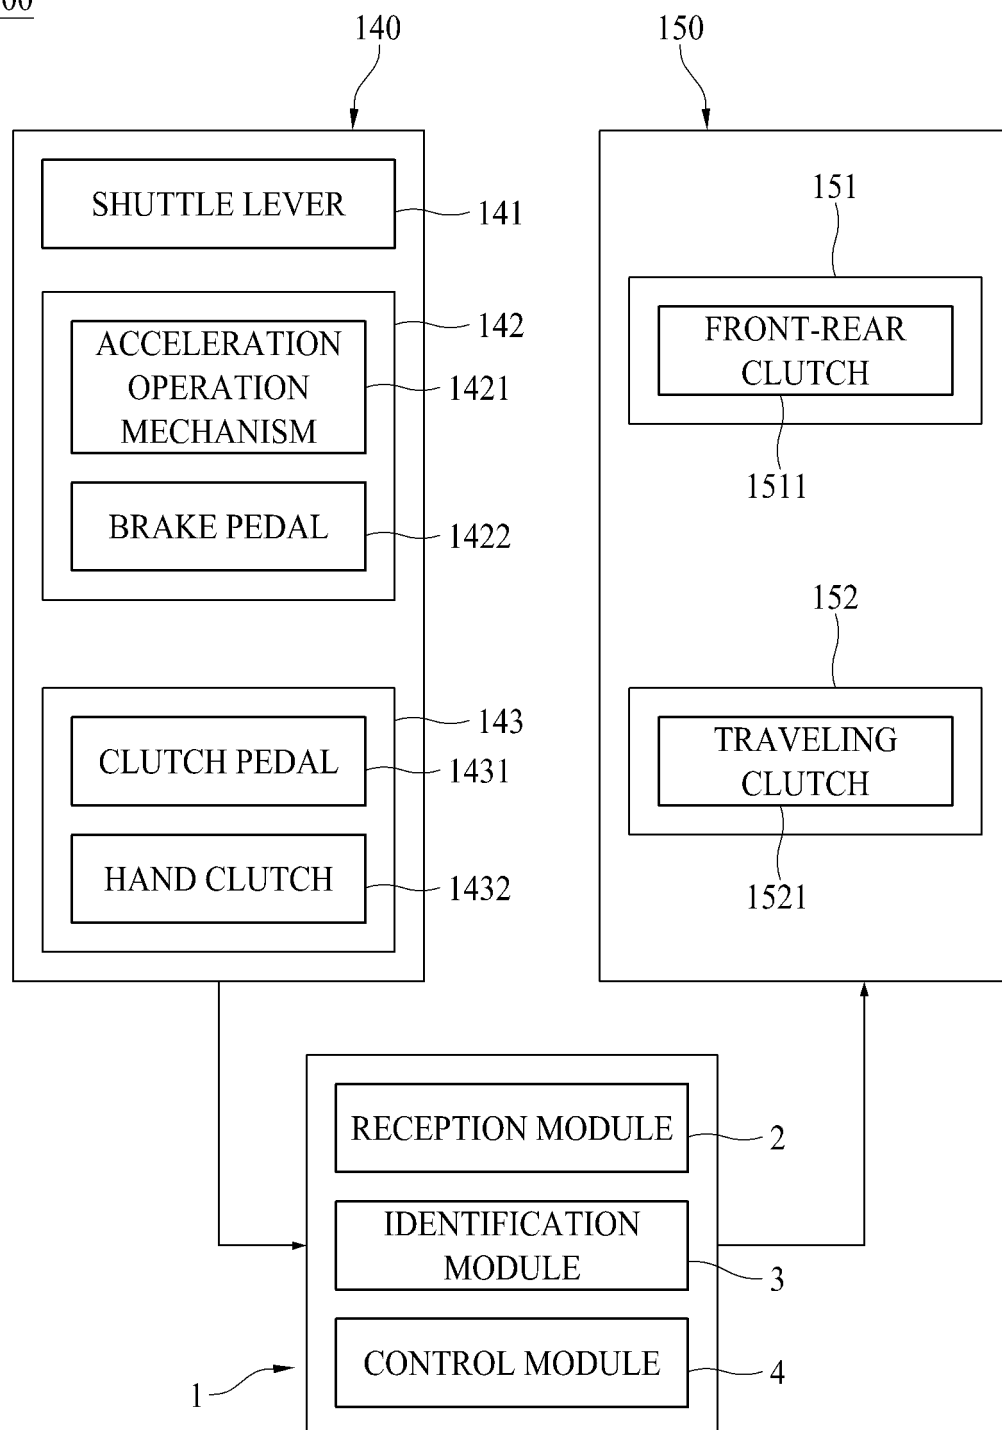 140
150
SHUTTLE LEVER
141
142
ACCELERATION
OPERATION
MECHANISM
1421
BRAKE PEDAL
1422
143
CLUTCH PEDAL
1431
HAND CLUTCH
1432
151
FRONT-REAR
CLUTCH
1511
152
TRAVELING
CLUTCH
1521
RECEPTION MODULE
2
IDENTIFICATION
MODULE
3
CONTROL MODULE
4
1